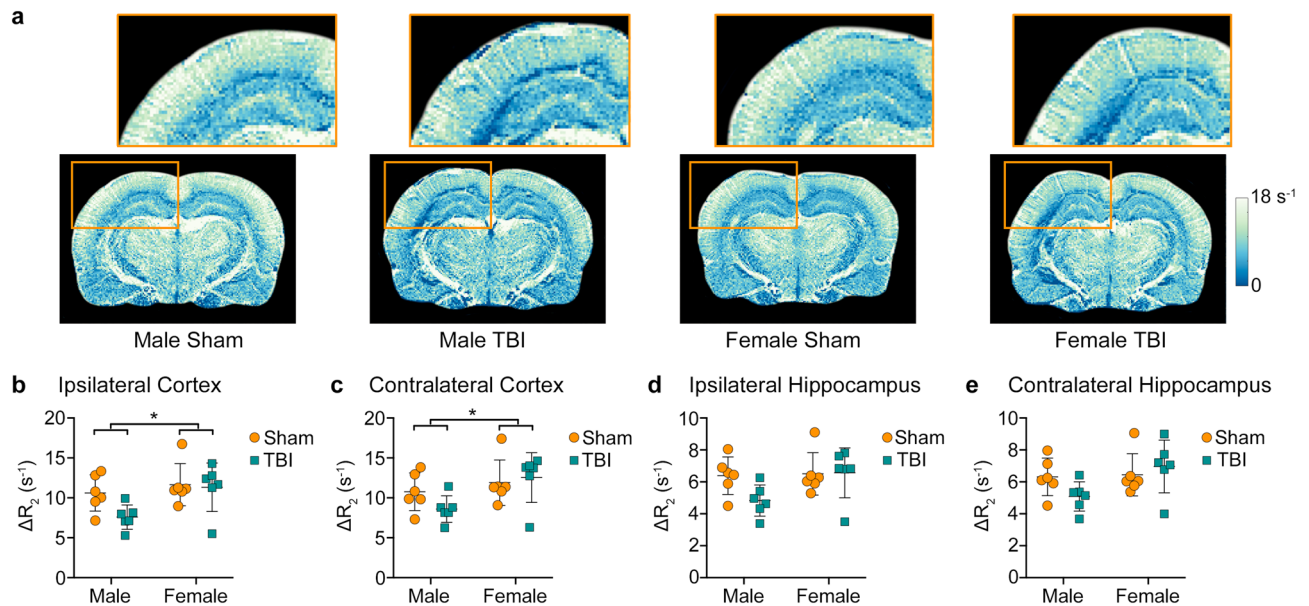 a
18 s⁻¹
0
Male Sham
Male TBI
Female Sham
Female TBI
b Ipsilateral Cortex
20
15
10
5
0
ΔR₂ (s⁻¹)
*
Sham
TBI
Male Female
c Contralateral Cortex
20
15
10
5
0
ΔR₂ (s⁻¹)
*
Sham
TBI
Male Female
d Ipsilateral Hippocampus
10
8
6
4
2
0
ΔR₂ (s⁻¹)
Sham
TBI
Male Female
e Contralateral Hippocampus
10
8
6
4
2
0
ΔR₂ (s⁻¹)
Sham
TBI
Male Female